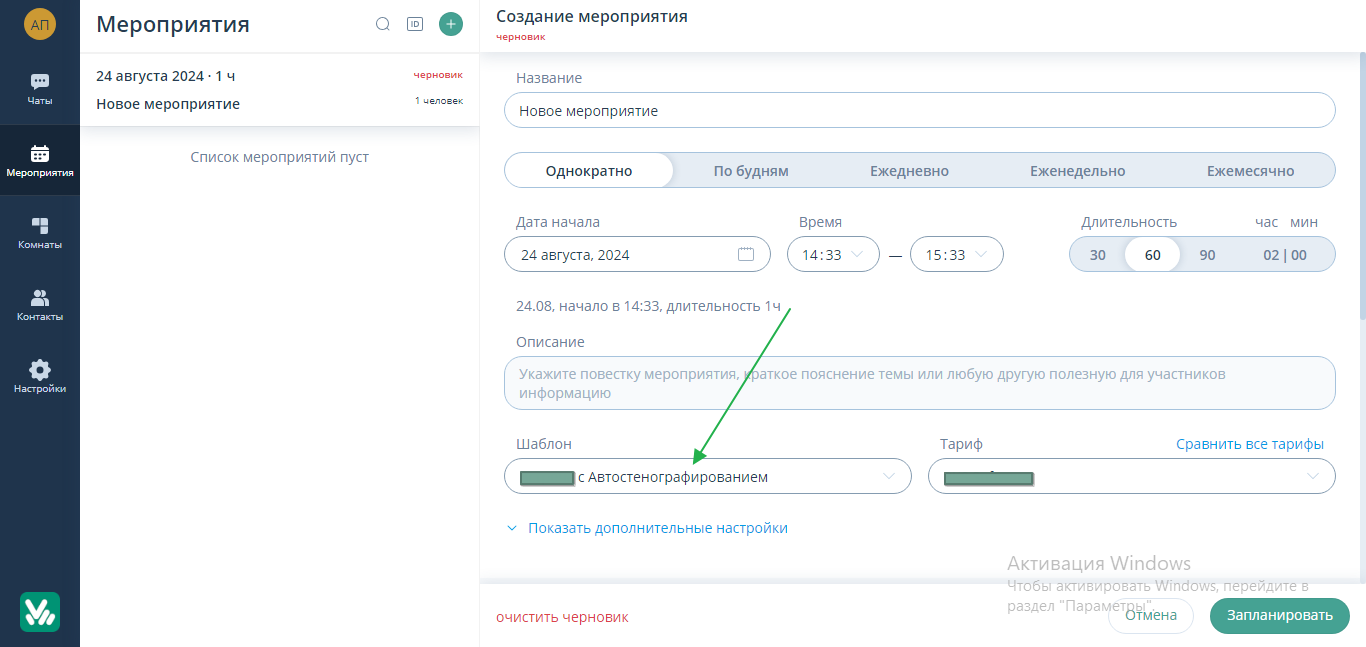 АП
Чаты
Мероприятия
Комнаты
Контакты
Настройки
Мероприятия
ID
24 августа 2024 · 1 ч
черновик
Новое мероприятие
1 человек
Список мероприятий пуст
Создание мероприятия
черновик
Название
Новое мероприятие
Однократно По будням Ежедневно Еженедельно Ежемесячно
Дата начала Время Длительность час мин
24 августа, 2024 14:33 — 15:33 30 60 90 02 | 00
24.08, начало в 14:33, длительность 1ч
Описание
Укажите повестку мероприятия, краткое пояснение темы или любую другую полезную для участников
информацию
Шаблон Тариф Сравнить все тарифы
с Автостенографированием
Показать дополнительные настройки
Активация Windows
Чтобы активировать Windows, перейдите в
раздел "Параметры".
очистить черновик Отмена Запланировать